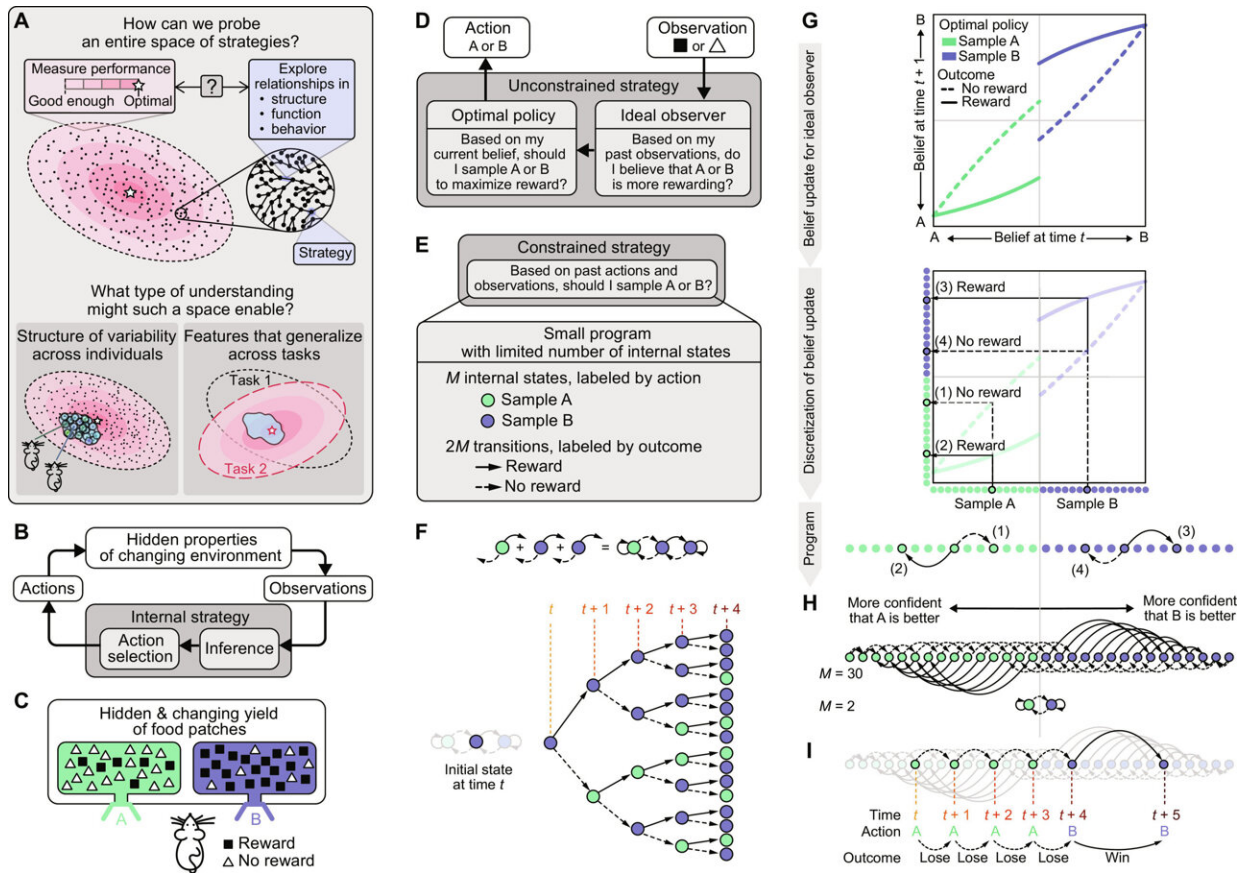 A
How can we probe
an entire space of strategies?
Measure performance
Good enough Optimal
?
Explore
relationships in
• structure
• function
• behavior
Strategy
What type of understanding
might such a space enable?
Structure of variability
across individuals
Features that generalize
across tasks
Task 1
Task 2
B
Hidden properties
of changing environment
Actions
Observations
Internal strategy
Action
selection
Inference
C
Hidden & changing yield
of food patches
A
B
Reward
No reward
D
Action
A or B
Observation
■ or △
Unconstrained strategy
Optimal policy
Based on my
current belief, should
I sample A or B
to maximize reward?
Ideal observer
Based on my
past observations, do
I believe that A or B
is more rewarding?
E
Constrained strategy
Based on past actions and
observations, should I sample A or B?
Small program
with limited number of internal states
M internal states, labeled by action
Sample A
Sample B
2M transitions, labeled by outcome
Reward
No reward
F
+ + =
t t + 1 t + 2 t + 3 t + 4
Initial state
at time t
G
Belief update for ideal observer
B
Belief at time t + 1
A
Optimal policy
Sample A
Sample B
Outcome
No reward
Reward
A Belief at time t B
Discretization of belief update
(3) Reward
(4) No reward
(1) No reward
(2) Reward
Sample A Sample B
Program
(1)
(2)
(3)
(4)
H
More confident
that A is better
More confident
that B is better
M = 30
M = 2
I
Time t t + 1 t + 2 t + 3 t + 4 t + 5
Action A A A A B B
Outcome Lose Lose Lose Lose Win